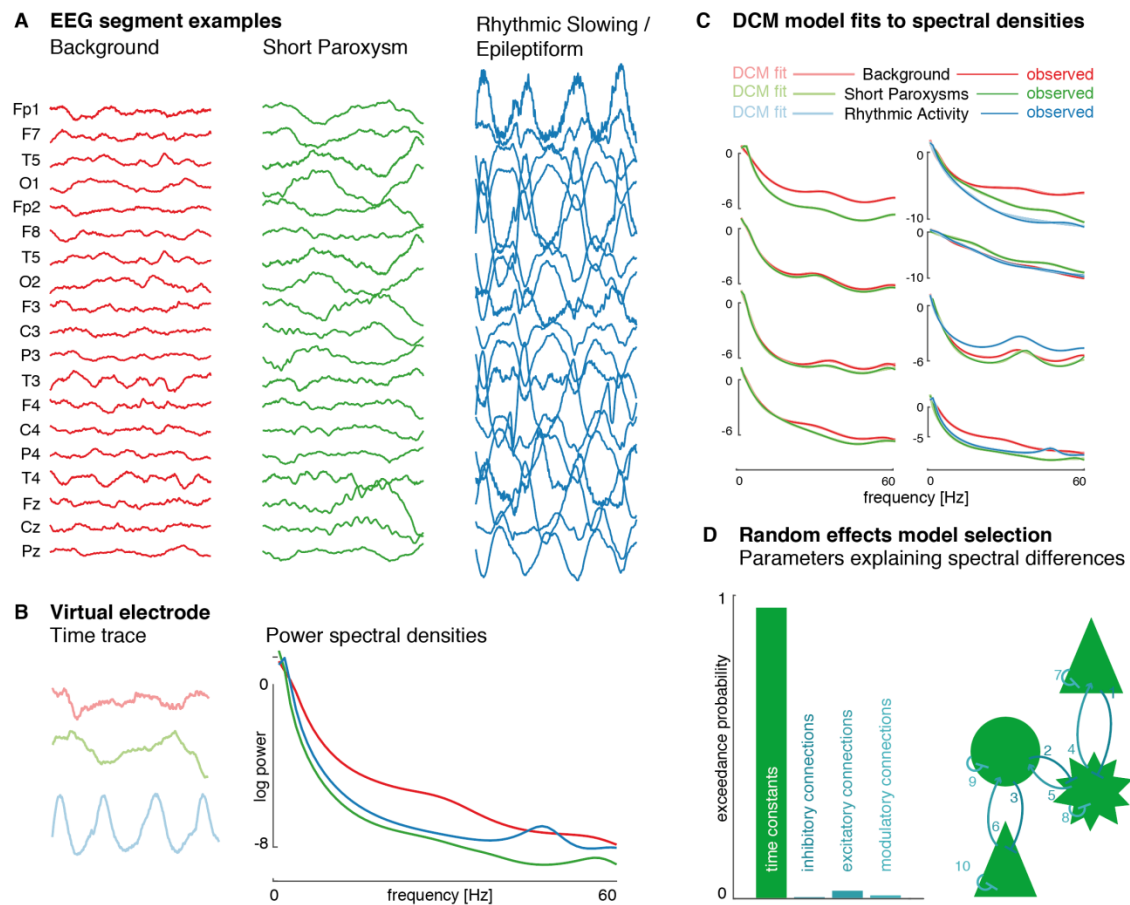 A EEG segment examples
Background
Short Paroxysm
Rhythmic Slowing /
Epileptiform
Fp1
F7
T5
O1
Fp2
F8
T5
O2
F3
C3
P3
T3
F4
C4
P4
T4
Fz
Cz
Pz
B Virtual electrode
Time trace
Power spectral densities
0
log power
-8
frequency [Hz]
60
C DCM model fits to spectral densities
DCM fit Background observed
DCM fit Short Paroxysms observed
DCM fit Rhythmic Activity observed
0
-6
0
-6
0
-6
0
-6
0
60
0
-10
0
-10
0
-6
0
-5
0
60
frequency [Hz]
D Random effects model selection
Parameters explaining spectral differences
1
exceedance probability
0
time constants
inhibitory connections
excitatory connections
modulatory connections
7
1
4
2
9
3
5
8
6
10